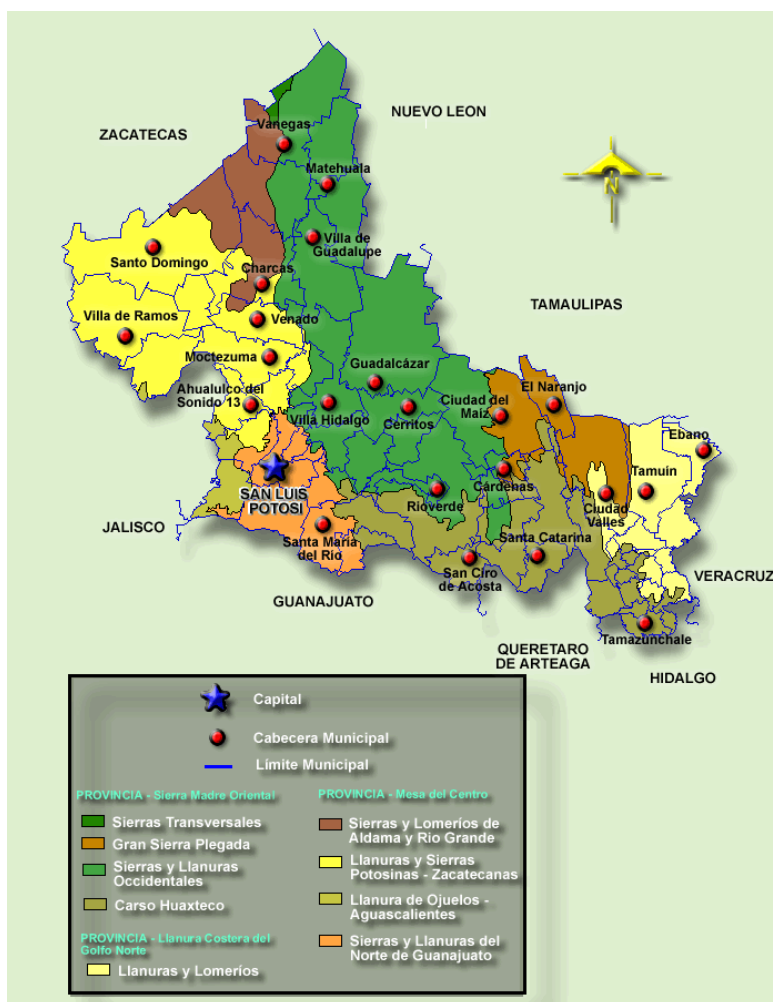 NUEVO LEON
ZACATECAS
Vanegas
Matehuala
N
Villa de
Guadalupe
Santo Domingo
Charcas
TAMAULIPAS
Villa de Ramos
Venado
Moctezuma
Guadalcázar
El Naranjo
Ahualulco del
Sonido 13
Ciudad del
Maíz
Villa Hidalgo
Cerritos
Ebano
Tamuin
Cárdenas
SAN LUIS
POTOSI
Rioverde
Ciudad
Valles
JALISCO
Santa María
del Rio
Santa Catarina
San Ciro
de Acosta
VERACRUZ
GUANAJUATO
Tamazunchale
QUERETARO
DE ARTEAGA
HIDALGO
Capital
Cabecera Municipal
Límite Municipal
PROVINCIA - Sierra Madre Oriental
Sierras Transversales
Gran Sierra Plegada
Sierras y Llanuras
Occidentales
Carso Huaxteco
PROVINCIA - Llanura Costera del
Golfo Norte
Llanuras y Lomeríos
PROVINCIA - Mesa del Centro
Sierras y Lomeríos de
Aldama y Rio Grande
Llanuras y Sierras
Potosinas - Zacatecanas
Llanura de Ojuelos -
Aguascalientes
Sierras y Llanuras del
Norte de Guanajuato